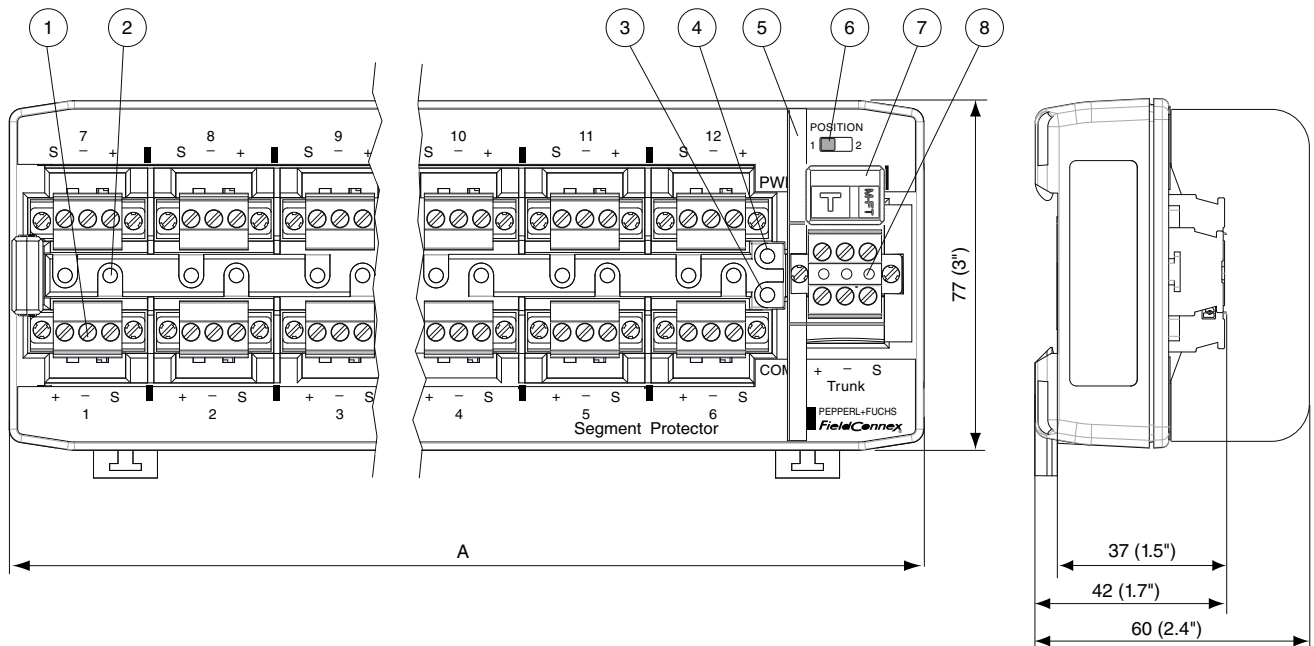 1 2 3 4 5 6 7 8
POSITION
1 2
7 8 9 10 11 12
S − + S − + S − + S − + S − + S − +
PWR
T
M-FT
77 (3")
COM
+ − S
Trunk
+ − S + − S + − S + − S + − S + − S
1 2 3 4 5 6
Segment Protector
PEPPERL+FUCHS
FieldConnex
A
37 (1.5")
42 (1.7")
60 (2.4")